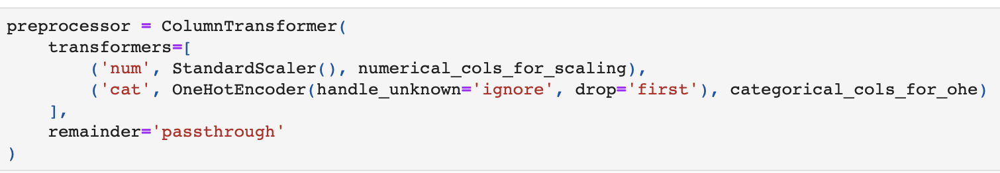 preprocessor = ColumnTransformer(
    transformers=[
        ('num', StandardScaler(), numerical_cols_for_scaling),
        ('cat', OneHotEncoder(handle_unknown='ignore', drop='first'), categorical_cols_for_ohe)
    ],
    remainder='passthrough'
)